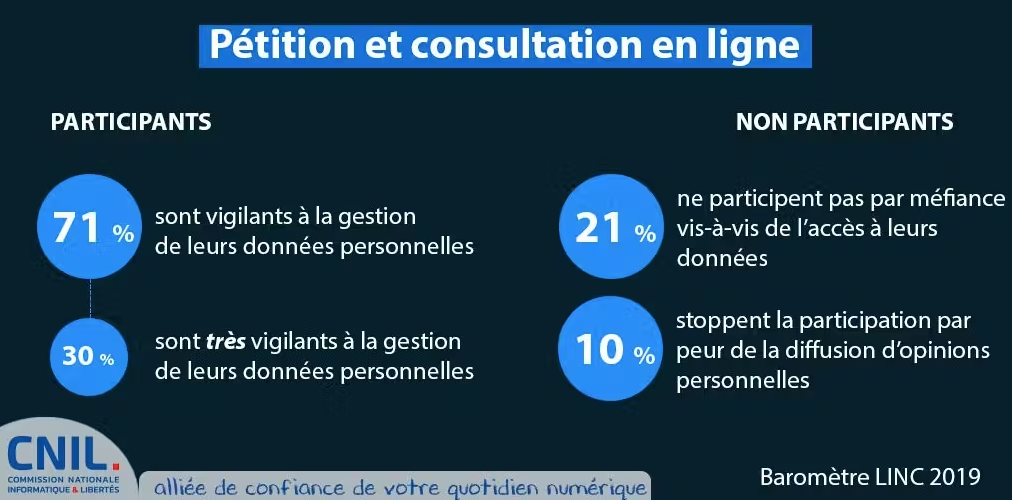 Pétition et consultation en ligne
PARTICIPANTS
71 %
sont vigilants à la gestion
de leurs données personnelles
30 %
sont très vigilants à la gestion
de leurs données personnelles
NON PARTICIPANTS
21 %
ne participent pas par méfiance
vis-à-vis de l'accès à leurs
données
10 %
stoppent la participation par
peur de la diffusion d'opinions
personnelles
CNIL.
COMMISSION NATIONALE
INFORMATIQUE & LIBERTÉS
alliée de confiance de votre quotidien numérique
Baromètre LINC 2019